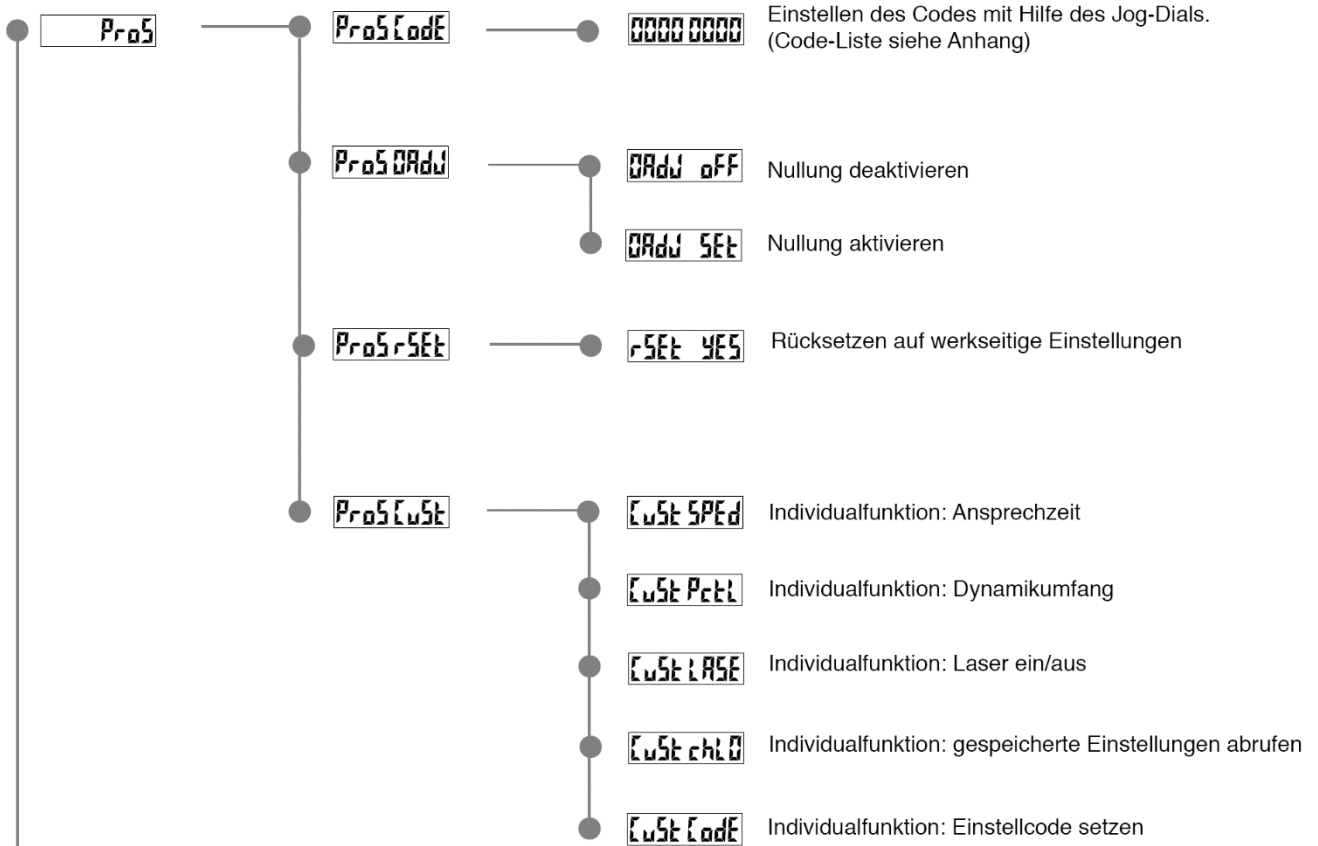 ProS
ProS CodE
0000 0000
Einstellen des Codes mit Hilfe des Jog-Dials.
(Code-Liste siehe Anhang)
ProS 0AdJ
0AdJ oFF
Nullung deaktivieren
0AdJ SEt
Nullung aktivieren
ProS rSEt
rSEt YES
Rücksetzen auf werkseitige Einstellungen
ProS CuSt
CuSt SPEd
Individualfunktion: Ansprechzeit
CuSt PctL
Individualfunktion: Dynamikumfang
CuSt LASE
Individualfunktion: Laser ein/aus
CuSt chLO
Individualfunktion: gespeicherte Einstellungen abrufen
CuSt CodE
Individualfunktion: Einstellcode setzen